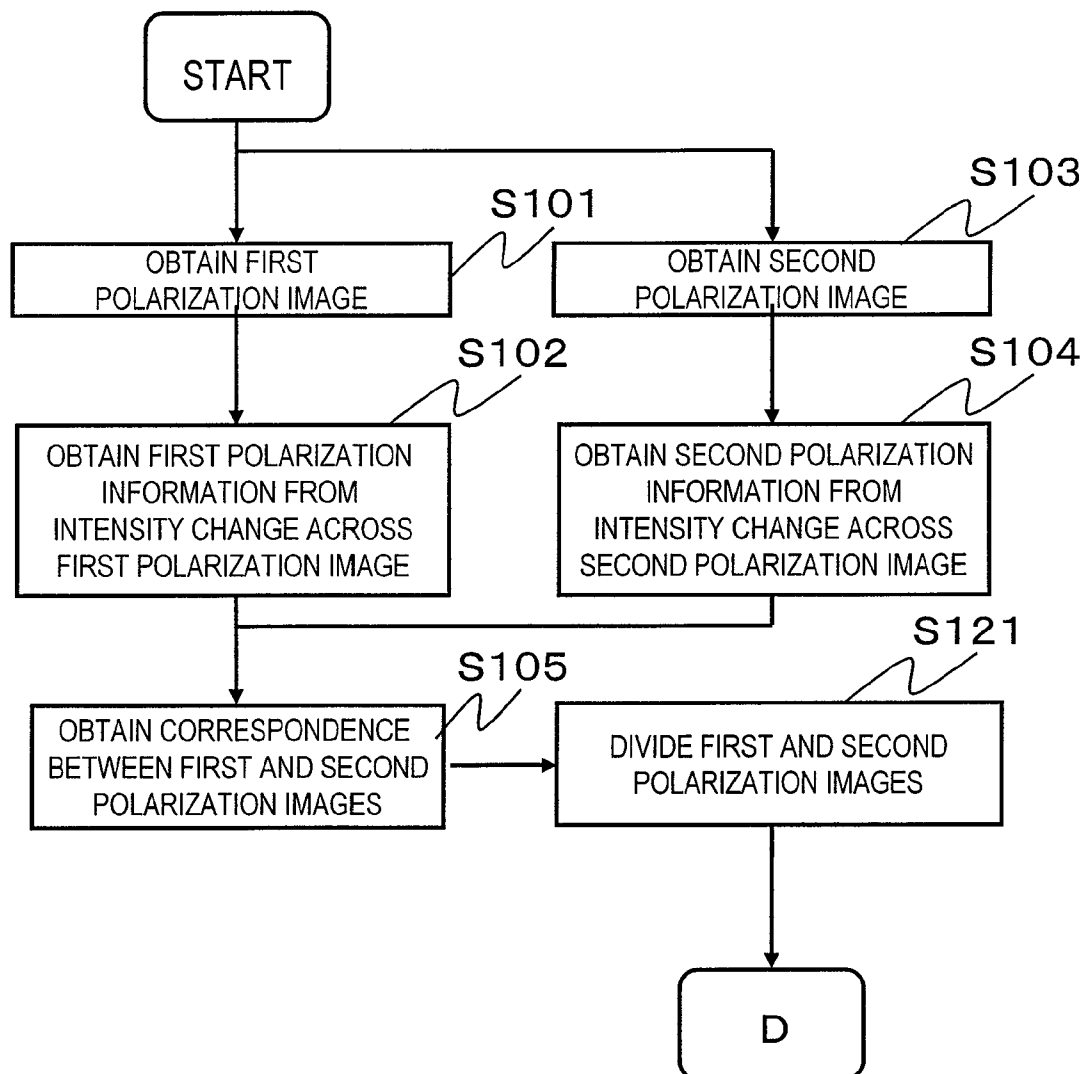 START
S101
S103
OBTAIN FIRST
POLARIZATION IMAGE
OBTAIN SECOND
POLARIZATION IMAGE
S102
S104
OBTAIN FIRST POLARIZATION
INFORMATION FROM
INTENSITY CHANGE ACROSS
FIRST POLARIZATION IMAGE
OBTAIN SECOND POLARIZATION
INFORMATION FROM
INTENSITY CHANGE ACROSS
SECOND POLARIZATION IMAGE
S105
S121
OBTAIN CORRESPONDENCE
BETWEEN FIRST AND SECOND
POLARIZATION IMAGES
DIVIDE FIRST AND SECOND
POLARIZATION IMAGES
D